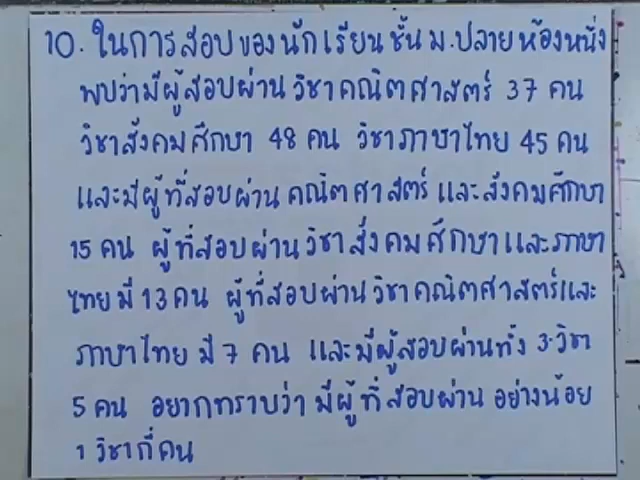 10. ในการสอบของนักเรียนชั้น ม.ปลายห้องหนึ่ง
พบว่ามีผู้สอบผ่านวิชาคณิตศาสตร์ 37 คน
วิชาสังคมศึกษา 48 คน วิชาภาษาไทย 45 คน
และมีผู้ที่สอบผ่านคณิตศาสตร์และสังคมศึกษา
15 คน ผู้ที่สอบผ่านวิชาสังคมศึกษาและภาษา
ไทยมี 13 คน ผู้ที่สอบผ่านวิชาคณิตศาสตร์และ
ภาษาไทย มี 7 คน และมีผู้สอบผ่านทั้ง 3 วิชา
5 คน อยากทราบว่า มีผู้ที่สอบผ่านอย่างน้อย
1 วิชากี่คน